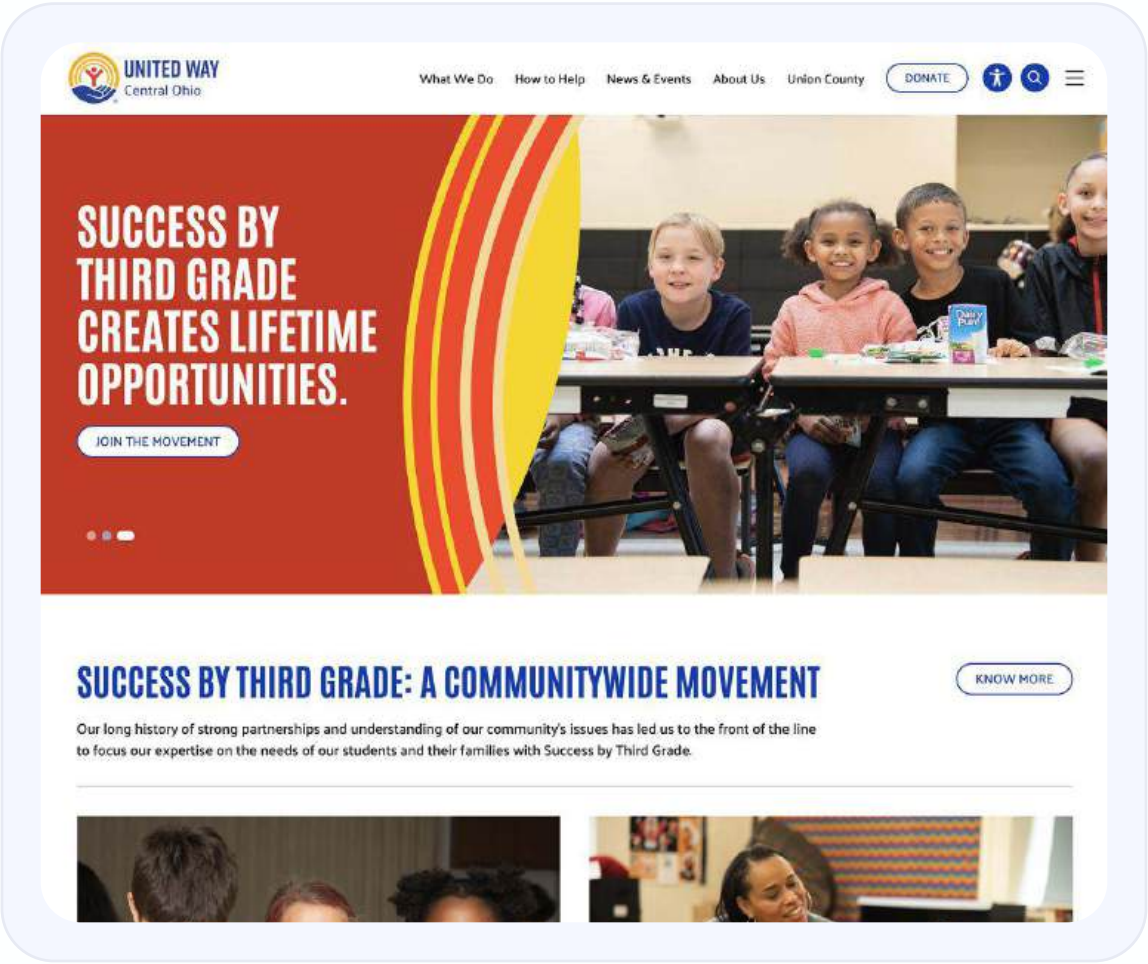 UNITED WAY
Central Ohio
What We Do How to Help News & Events About Us Union County DONATE
SUCCESS BY
THIRD GRADE
CREATES LIFETIME
OPPORTUNITIES.
JOIN THE MOVEMENT
Dairy
Pure
SUCCESS BY THIRD GRADE: A COMMUNITYWIDE MOVEMENT
KNOW MORE
Our long history of strong partnerships and understanding of our community's issues has led us to the front of the line
to focus our expertise on the needs of our students and their families with Success by Third Grade.